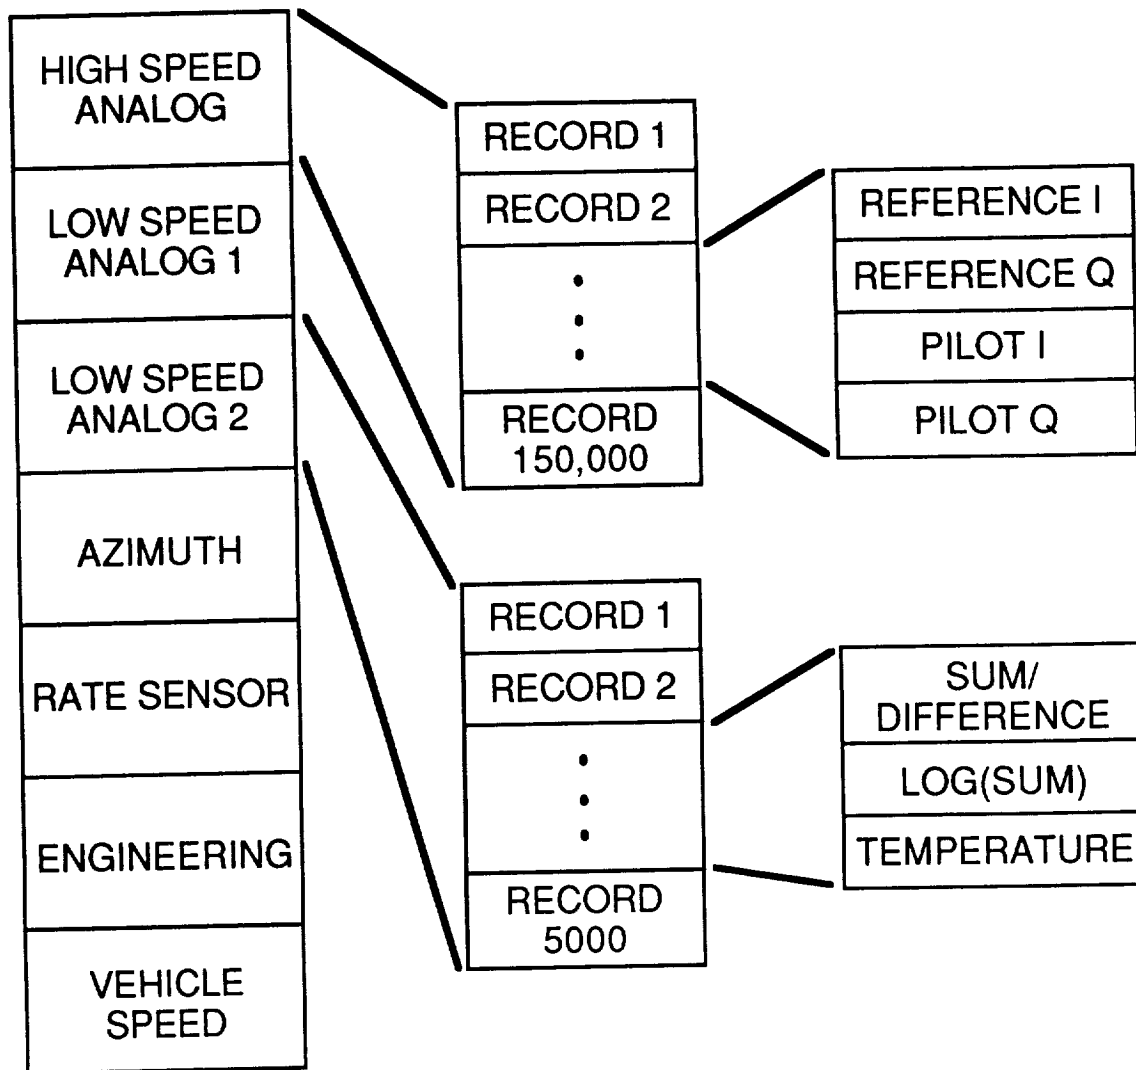 HIGH SPEED
ANALOG
LOW SPEED
ANALOG 1
LOW SPEED
ANALOG 2
AZIMUTH
RATE SENSOR
ENGINEERING
VEHICLE
SPEED
RECORD 1
RECORD 2
RECORD
150,000
REFERENCE I
REFERENCE Q
PILOT I
PILOT Q
RECORD 1
RECORD 2
RECORD
5000
SUM/
DIFFERENCE
LOG(SUM)
TEMPERATURE